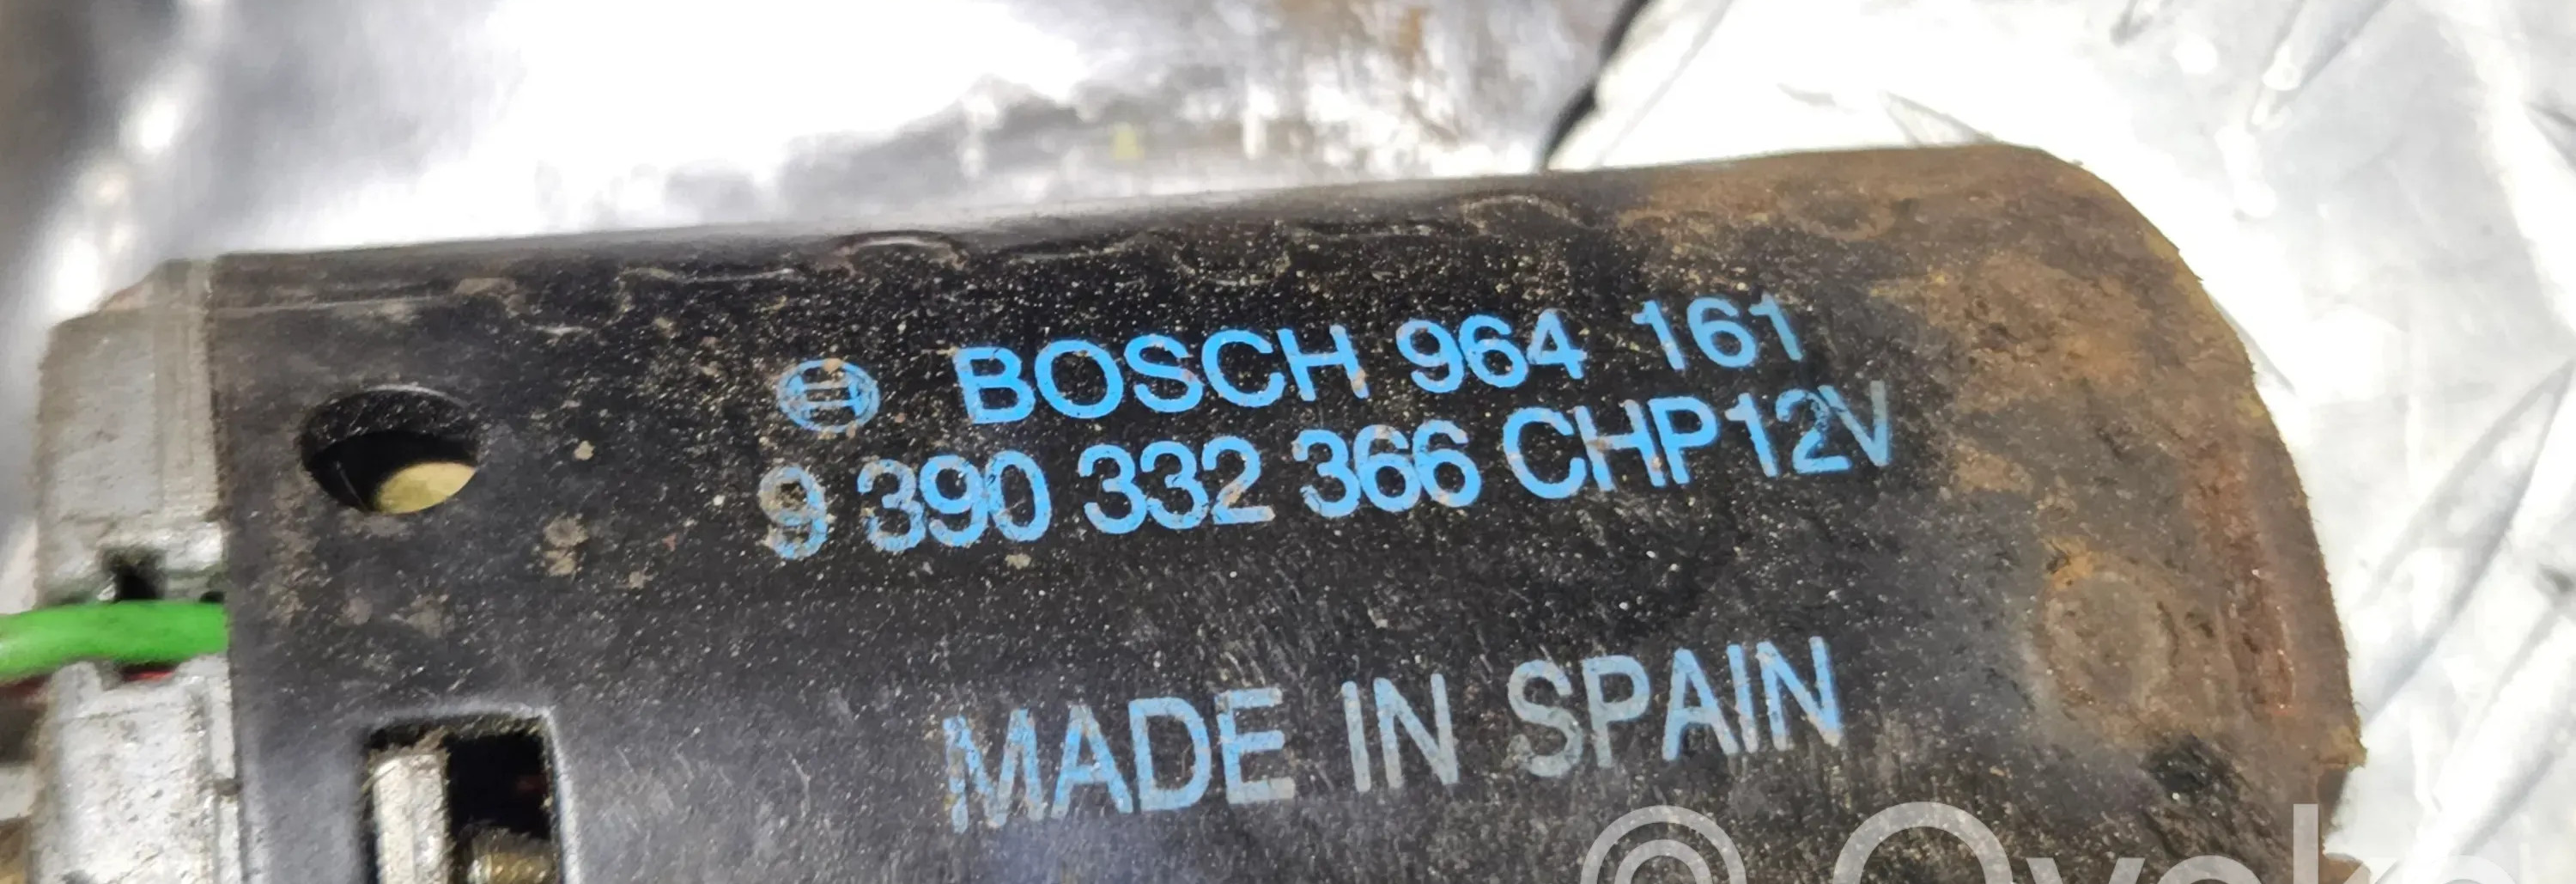 BOSCH 964 161
9 390 332 366 CHP12V
MADE IN SPAIN